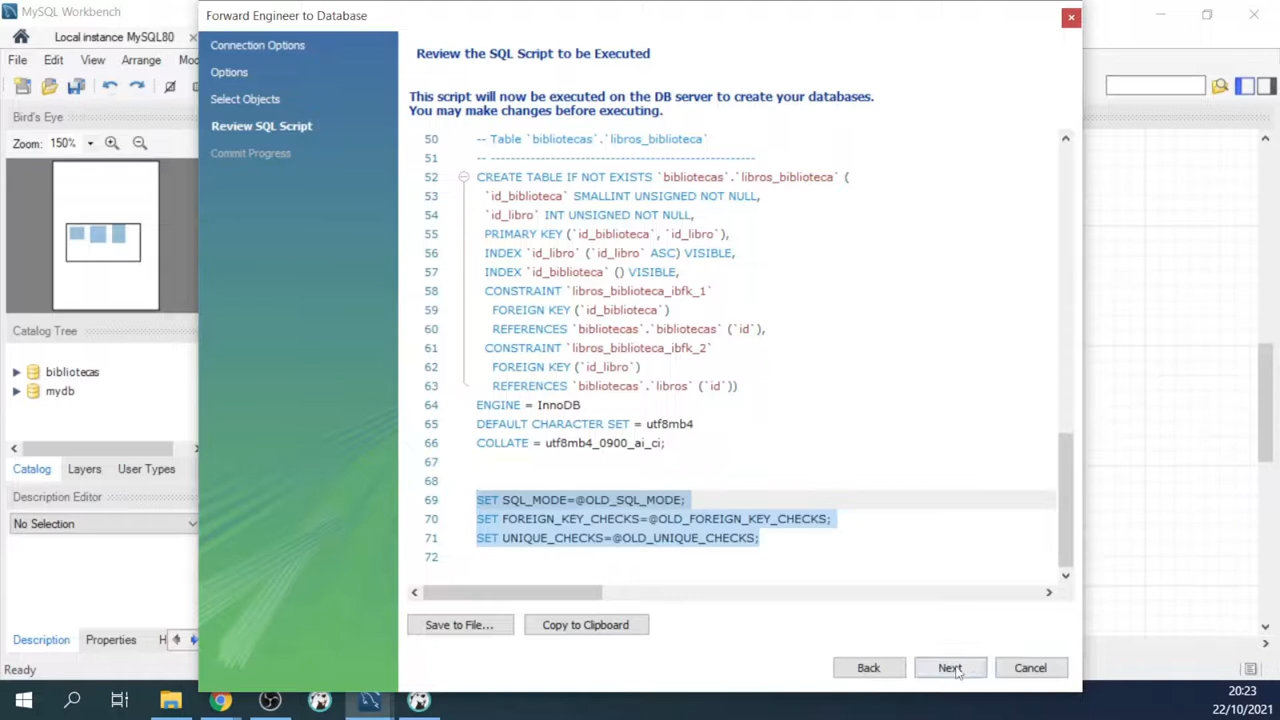 MySQL Workbench
Local instance MySQL80
File Edit View Arrange
Bird's Eye
Zoom: 150%
Catalog Tree
bibliotecas
mydb
Catalog Layers User Types
Description Editor
No Selection
Description Properties H
Ready
Forward Engineer to Database
Connection Options
Options
Select Objects
Review SQL Script
Commit Progress
Review the SQL Script to be Executed
This script will now be executed on the DB server to create your databases.
You may make changes before executing.
50 -- Table `bibliotecas`.`libros_biblioteca`
51 -- -----------------------------------------------------
52 CREATE TABLE IF NOT EXISTS `bibliotecas`.`libros_biblioteca` (
53 `id_biblioteca` SMALLINT UNSIGNED NOT NULL,
54 `id_libro` INT UNSIGNED NOT NULL,
55 PRIMARY KEY (`id_biblioteca`, `id_libro`),
56 INDEX `id_libro` (`id_libro` ASC) VISIBLE,
57 INDEX `id_biblioteca` () VISIBLE,
58 CONSTRAINT `libros_biblioteca_ibfk_1`
59 FOREIGN KEY (`id_biblioteca`)
60 REFERENCES `bibliotecas`.`bibliotecas` (`id`),
61 CONSTRAINT `libros_biblioteca_ibfk_2`
62 FOREIGN KEY (`id_libro`)
63 REFERENCES `bibliotecas`.`libros` (`id`))
64 ENGINE = InnoDB
65 DEFAULT CHARACTER SET = utf8mb4
66 COLLATE = utf8mb4_0900_ai_ci;
67
68
69 SET SQL_MODE=@OLD_SQL_MODE;
70 SET FOREIGN_KEY_CHECKS=@OLD_FOREIGN_KEY_CHECKS;
71 SET UNIQUE_CHECKS=@OLD_UNIQUE_CHECKS;
72
Save to File... Copy to Clipboard
Back Next Cancel
20:23
22/10/2021